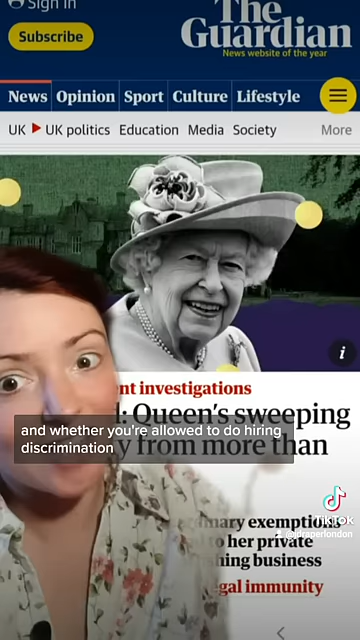 Sign in
Subscribe
The Guardian
News website of the year
News Opinion Sport Culture Lifestyle
UK UK politics Education Media Society More
investigations
Queen's sweeping
from more than
and whether you're allowed to do hiring
discrimination
exemptions
to her private
business
immunity
TikTok
@jdraperlondon